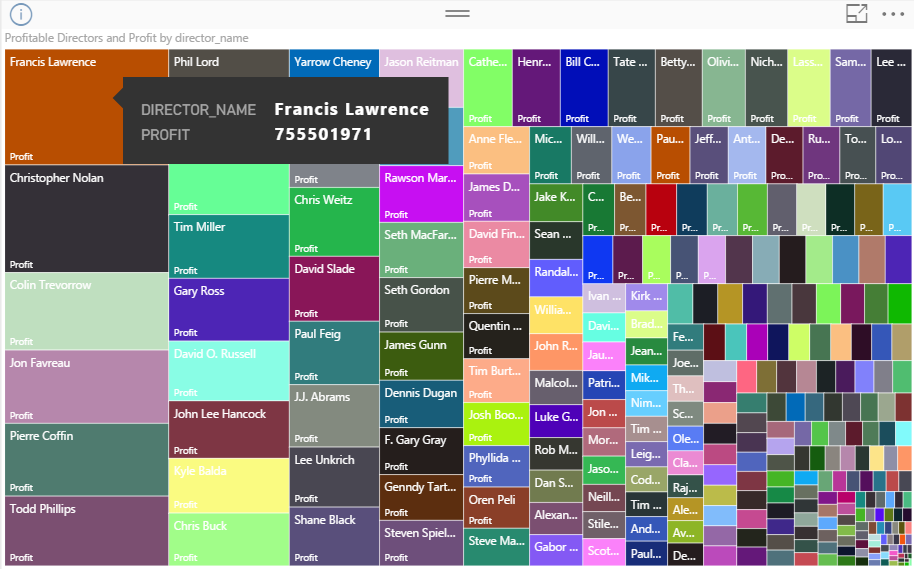 Profitable Directors and Profit by director_name
Francis Lawrence
Profit
DIRECTOR_NAME Francis Lawrence
PROFIT 755501971
Christopher Nolan
Profit
Colin Trevorrow
Profit
Jon Favreau
Profit
Pierre Coffin
Profit
Todd Phillips
Profit
Phil Lord
Profit
Tim Miller
Profit
Gary Ross
Profit
David O. Russell
Profit
John Lee Hancock
Profit
Kyle Balda
Profit
Chris Buck
Profit
Yarrow Cheney
Profit
Chris Weitz
Profit
David Slade
Profit
Paul Feig
Profit
J.J. Abrams
Profit
Lee Unkrich
Profit
Shane Black
Profit
Jason Reitman
Rawson Mar...
Profit
Seth MacFar...
Profit
Seth Gordon
Profit
James Gunn
Profit
Dennis Dugan
Profit
F. Gary Gray
Profit
Genndy Tart...
Profit
Steven Spiel...
Profit
Cathe...
Profit
Henr...
Profit
Bill C...
Profit
Tate ...
Profit
Betty...
Profit
Olivi...
Profit
Nich...
Profit
Lass...
Profit
Sam...
Profit
Lee ...
Profit
Anne Fle...
Profit
James D...
Profit
David Fin...
Profit
Pierre M...
Profit
Quentin ...
Profit
Tim Burt...
Profit
Josh Boo...
Profit
Phyllida ...
Profit
Oren Peli
Profit
Steve Ma...
Profit
Mic...
Profit
Will...
Profit
We...
Profit
Pau...
Profit
Jeff...
Profit
Ant...
Profit
De...
Pro...
Ru...
Pro...
To...
Pro...
Lo...
Pro...
Jake K...
Profit
Sean ...
Profit
Randal...
Profit
Willia...
Profit
John R...
Profit
Malcol...
Profit
Luke G...
Profit
Rob M...
Profit
Dan S...
Profit
Alexan...
Profit
Gabor ...
Profit
C...
P...
Be...
Pr...
P...
P...
P...
P...
P...
P...
P...
P...
P...
P...
P...
Ivan ...
Davi...
Jau...
Patri...
Jon ...
Mor...
Jaso...
Neill...
Stile...
Scot...
Kirk ...
Brad...
Jean...
Mik...
Nim...
Tim ...
Leig...
Cod...
Tim ...
And...
Paul...
Fe...
Joe...
Th...
Sc...
Ole...
Cla...
Raj...
Ale...
Av...
De...